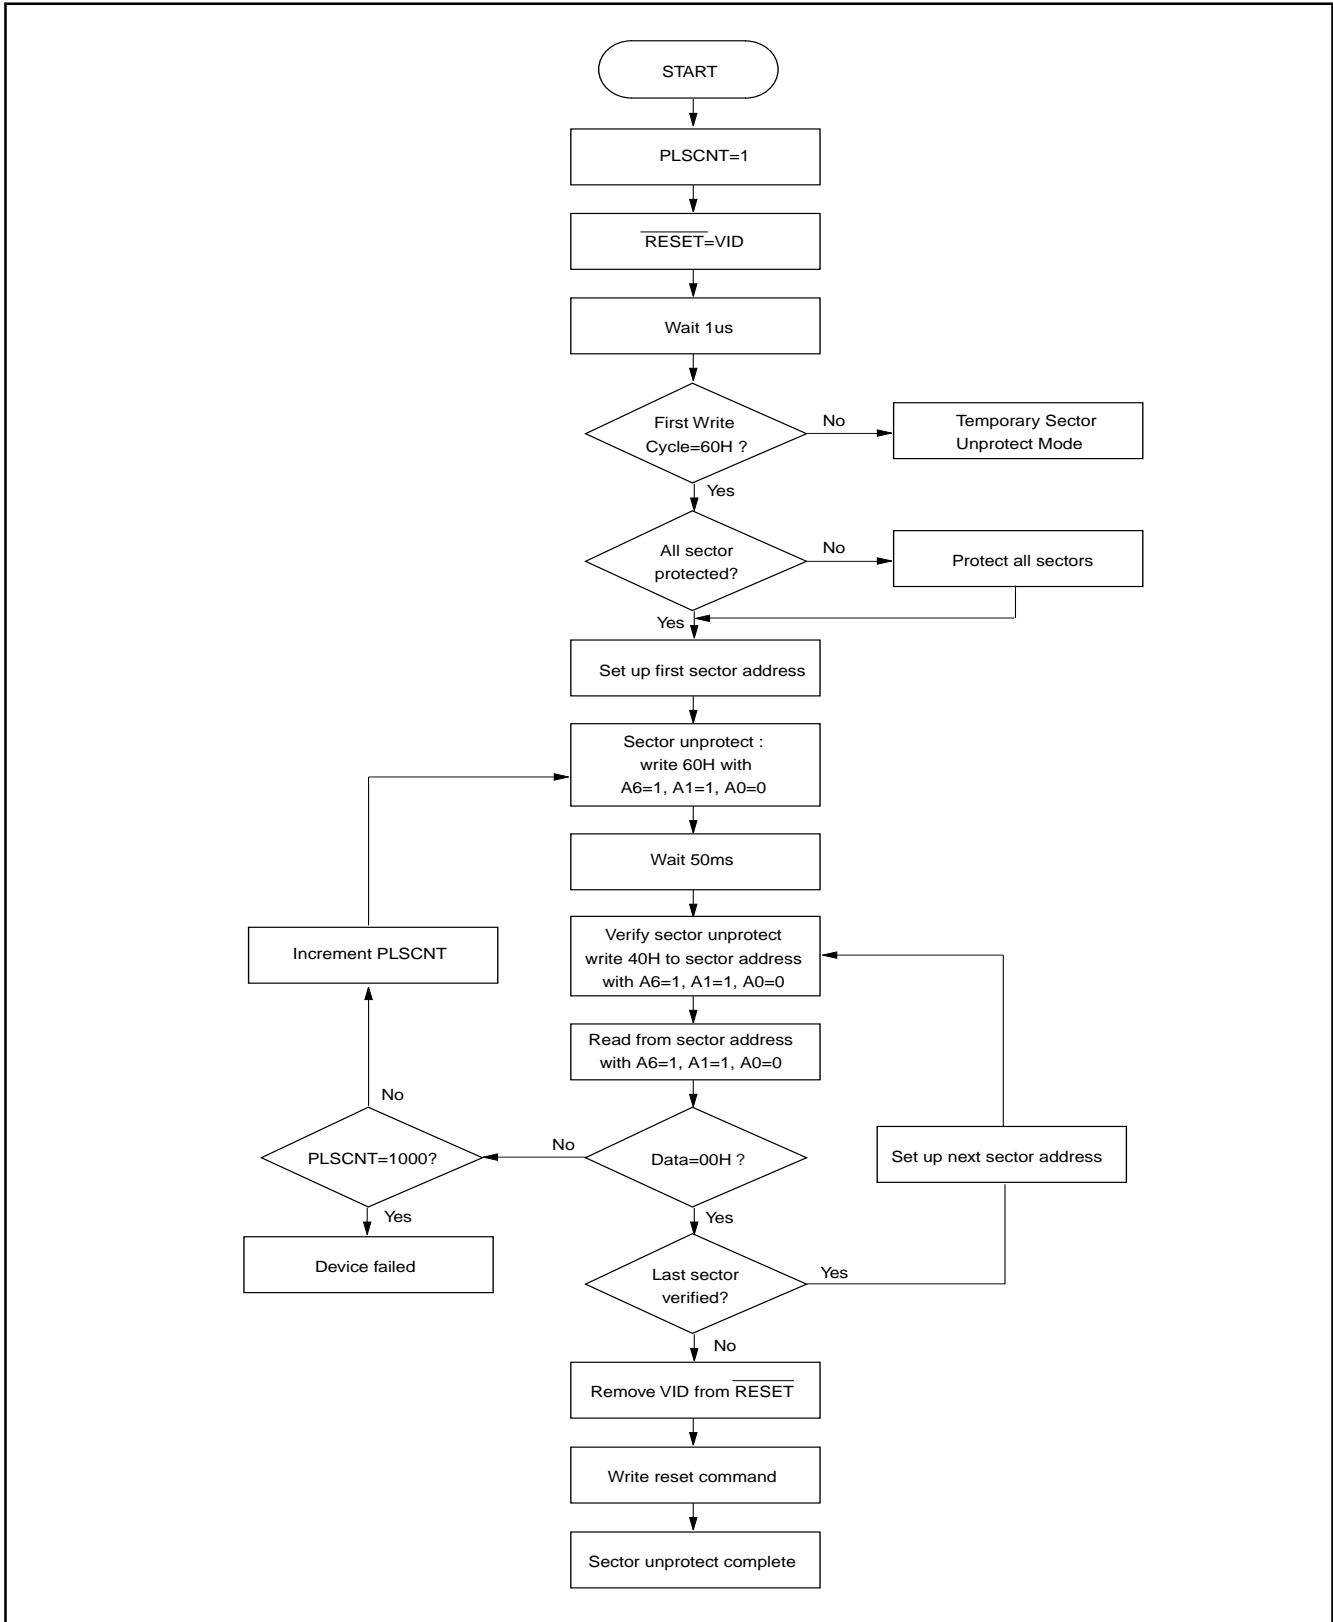 START
PLSCNT=1
RESET=VID
Wait 1us
First Write
Cycle=60H ?
No
Temporary Sector
Unprotect Mode
Yes
All sector
protected?
No
Protect all sectors
Yes
Set up first sector address
Sector unprotect :
write 60H with
A6=1, A1=1, A0=0
Wait 50ms
Increment PLSCNT
Verify sector unprotect
write 40H to sector address
with A6=1, A1=1, A0=0
Read from sector address
with A6=1, A1=1, A0=0
No
PLSCNT=1000?
No
Data=00H ?
Set up next sector address
Yes
Yes
Device failed
Last sector
verified?
Yes
No
Remove VID from RESET
Write reset command
Sector unprotect complete